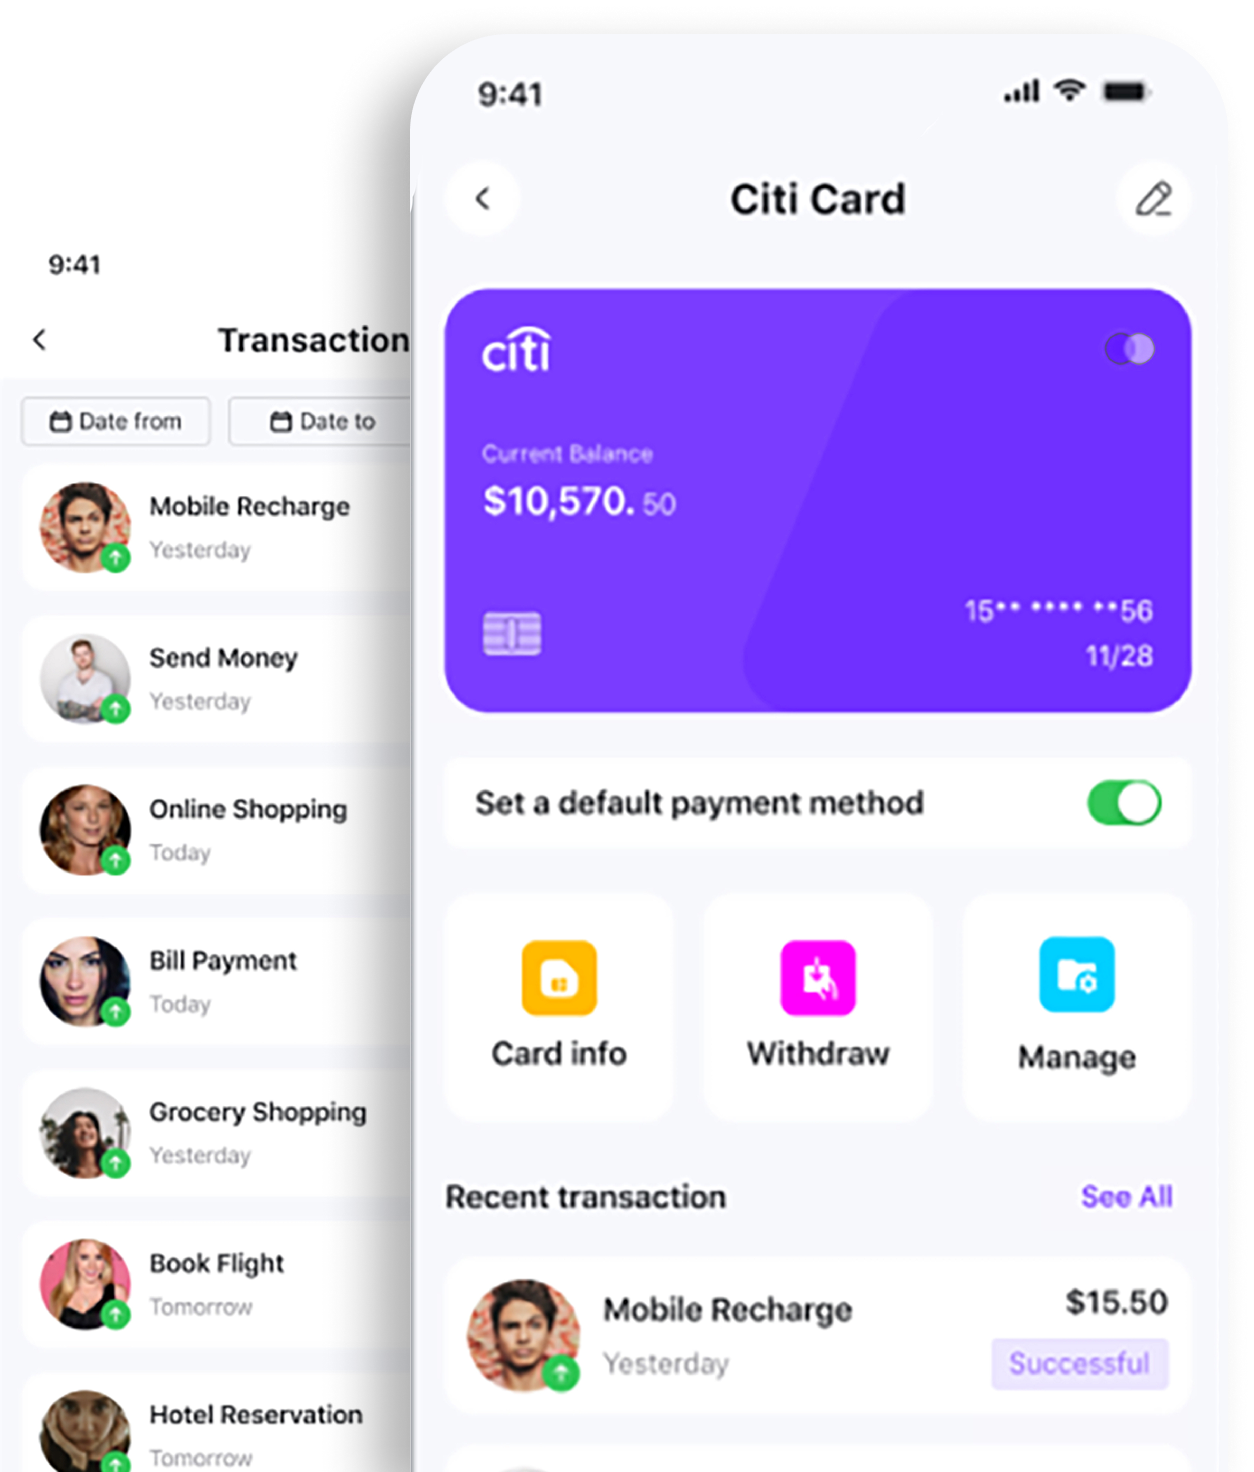 9:41
Transaction
Date from
Date to
Mobile Recharge
Yesterday
Send Money
Yesterday
Online Shopping
Today
Bill Payment
Today
Grocery Shopping
Yesterday
Book Flight
Tomorrow
Hotel Reservation
Tomorrow
9:41
Citi Card
citi
Current Balance
$10,570. 50
15** **** **56
11/28
Set a default payment method
Card info
Withdraw
Manage
Recent transaction
See All
Mobile Recharge
$15.50
Yesterday
Successful